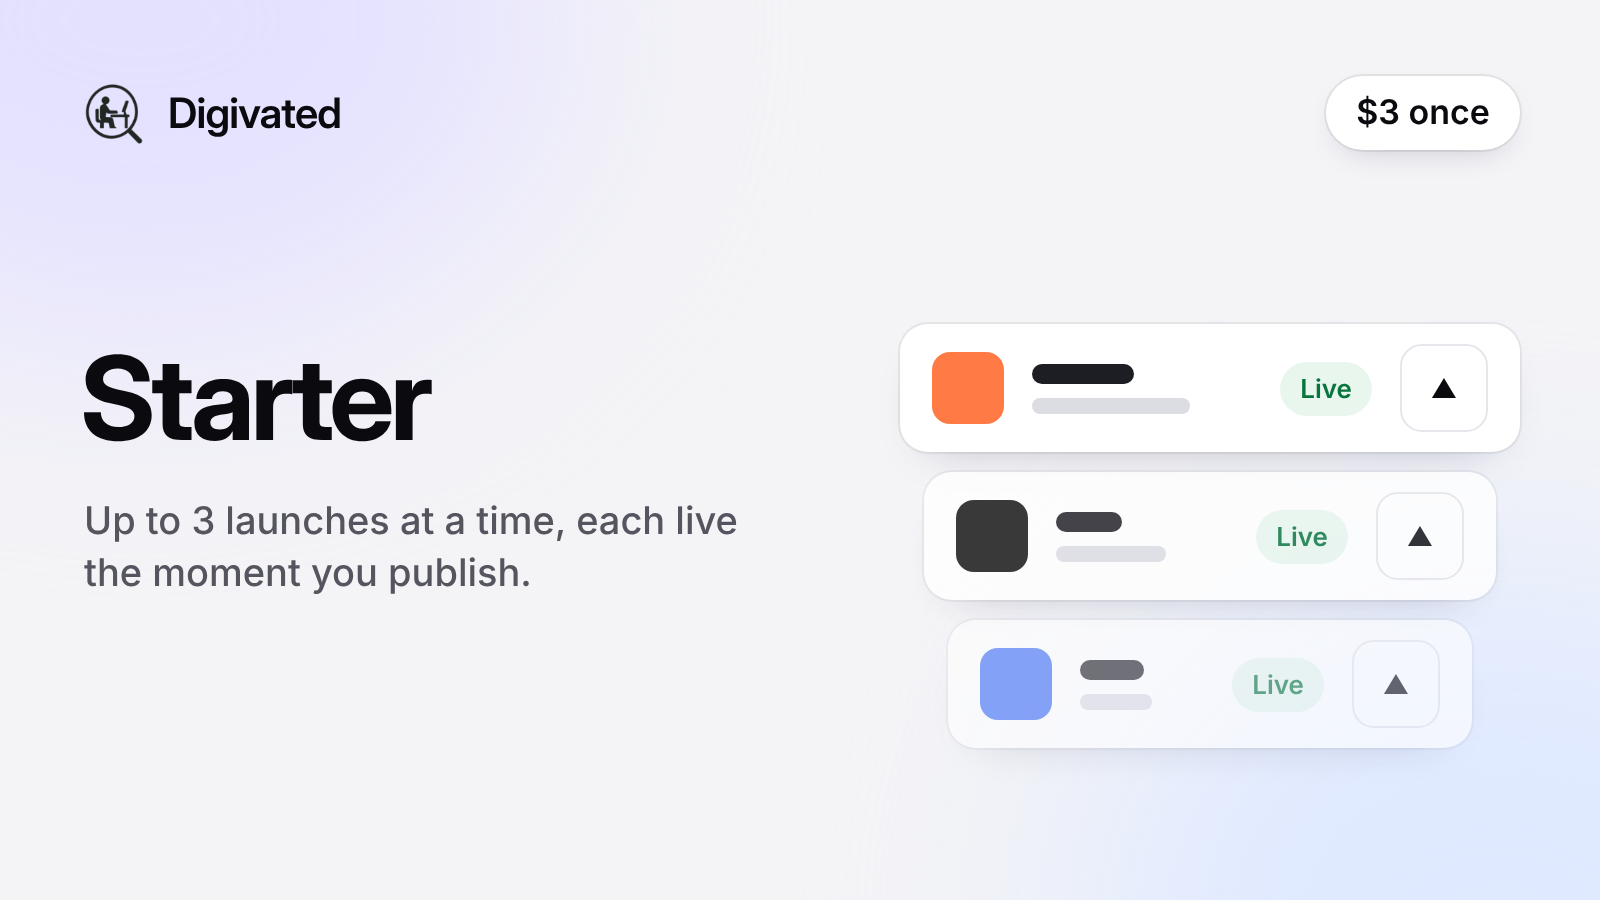 Digivated
$3 once
Starter
Up to 3 launches at a time, each live
the moment you publish.
Live
Live
Live